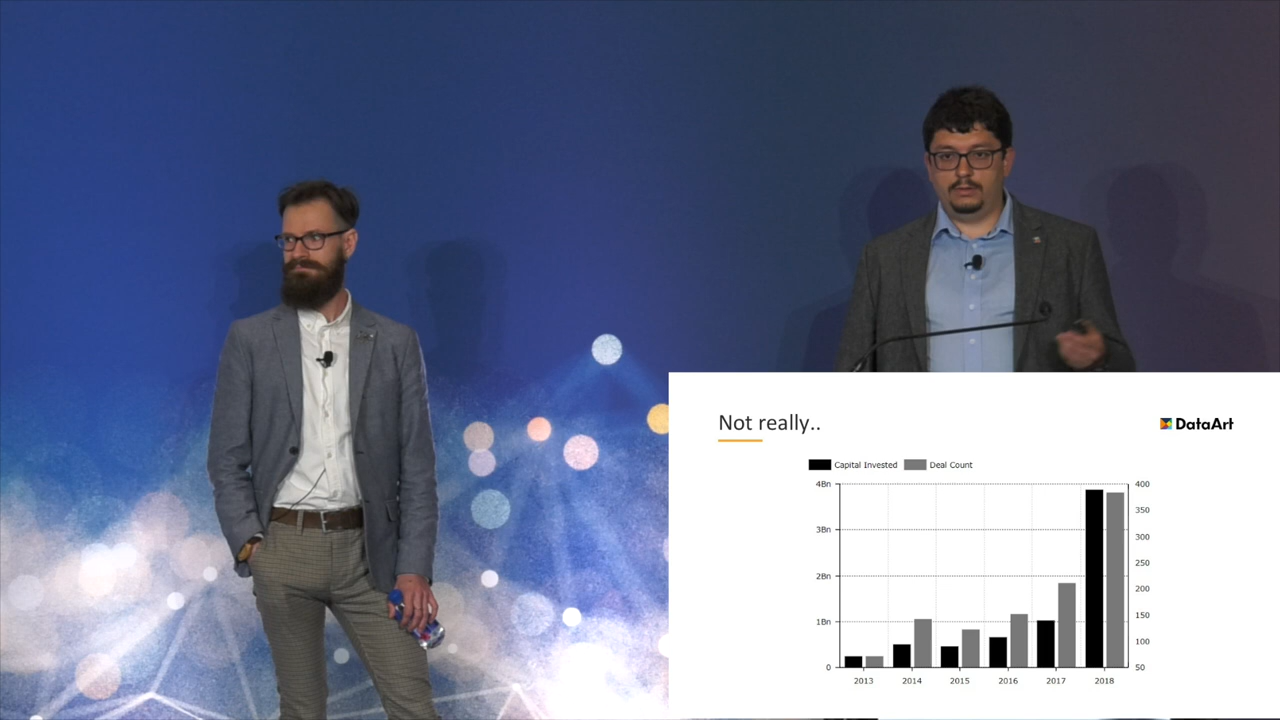 Not really..
DataArt
Capital Invested Deal Count
4Bn
3Bn
2Bn
1Bn
0
400
350
300
250
200
150
100
50
2013 2014 2015 2016 2017 2018